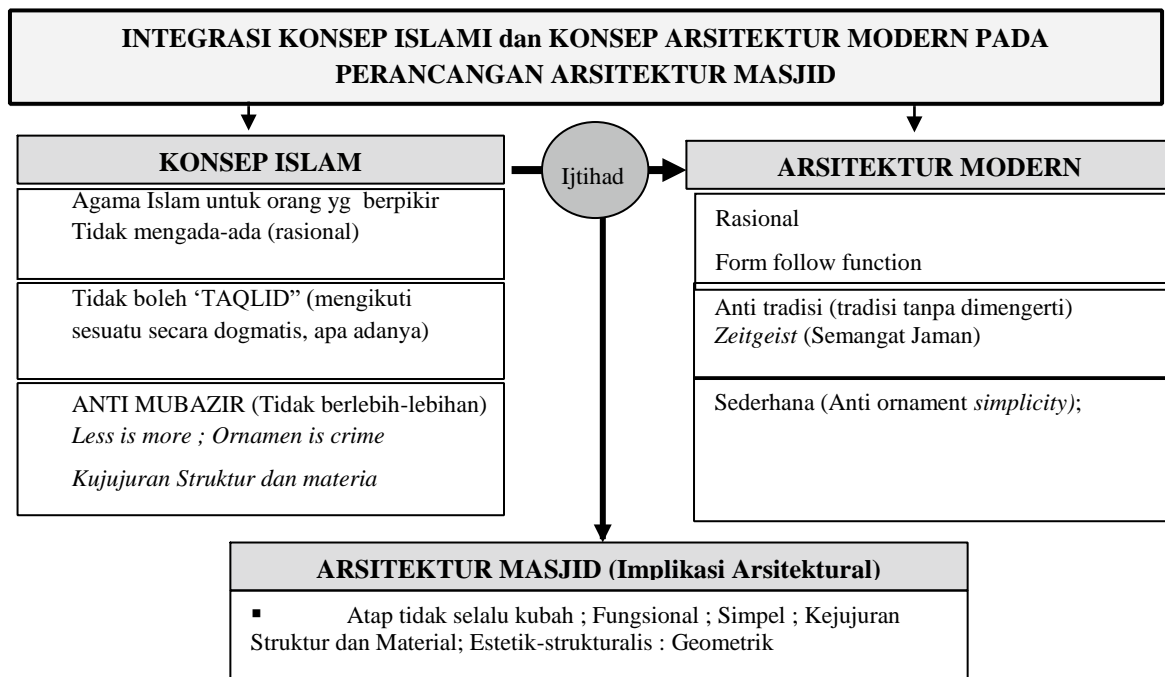 INTEGRASI KONSEP ISLAMI dan KONSEP ARSITEKTUR MODERN PADA
PERANCANGAN ARSITEKTUR MASJID
KONSEP ISLAM
Agama Islam untuk orang yg berpikir
Tidak mengada-ada (rasional)
Tidak boleh ‘TAQLID” (mengikuti
sesuatu secara dogmatis, apa adanya)
ANTI MUBAZIR (Tidak berlebih-lebihan)
Less is more ; Ornamen is crime
Kujujuran Struktur dan materia
Ijtihad
ARSITEKTUR MODERN
Rasional
Form follow function
Anti tradisi (tradisi tanpa dimengerti)
Zeitgeist (Semangat Jaman)
Sederhana (Anti ornament simplicity);
ARSITEKTUR MASJID (Implikasi Arsitektural)
▪ Atap tidak selalu kubah ; Fungsional ; Simpel ; Kejujuran
Struktur dan Material; Estetik-strukturalis : Geometrik